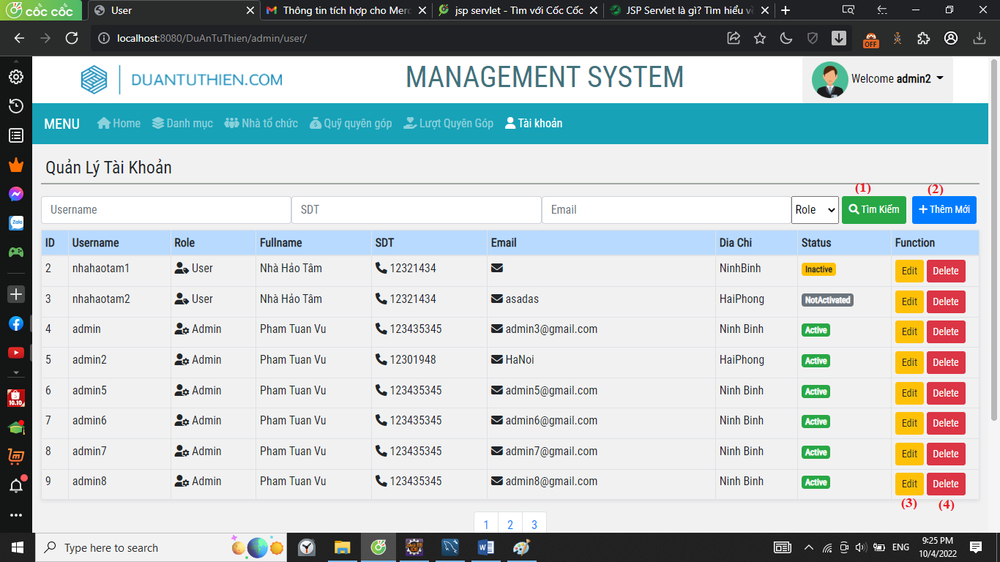 cốc cốc
User
Thông tin tích hợp cho Merc
jsp servlet - Tìm với Cốc Cốc
JSP Servlet là gì? Tìm hiểu về
localhost:8080/DuAnTuThien/admin/user/
OFF
DUANTUTHIEN.COM
MANAGEMENT SYSTEM
Welcome admin2
MENU Home Danh mục Nhà tổ chức Quỹ quyên góp Lượt Quyên Góp Tài khoản
Quản Lý Tài Khoản
(1) (2)
Username SDT Email Role Tìm Kiếm Thêm Mới
ID Username Role Fullname SDT Email Dia Chi Status Function
2 nhahaotam1 User Nhà Hảo Tâm 12321434 NinhBinh Inactive Edit Delete
3 nhahaotam2 User Nhà Hảo Tâm 12321434 asadas HaiPhong NotActivated Edit Delete
4 admin Admin Pham Tuan Vu 123435345 admin3@gmail.com Ninh Binh Active Edit Delete
5 admin2 Admin Pham Tuan Vu 12301948 HaNoi HaiPhong Active Edit Delete
6 admin5 Admin Pham Tuan Vu 123435345 admin5@gmail.com Ninh Binh Active Edit Delete
7 admin6 Admin Pham Tuan Vu 123435345 admin6@gmail.com Ninh Binh Active Edit Delete
8 admin7 Admin Pham Tuan Vu 123435345 admin7@gmail.com Ninh Binh Active Edit Delete
9 admin8 Admin Pham Tuan Vu 123435345 admin8@gmail.com Ninh Binh Active Edit Delete
(3) (4)
1 2 3
Zalo
10.10
Type here to search
ENG
9:25 PM
10/4/2022